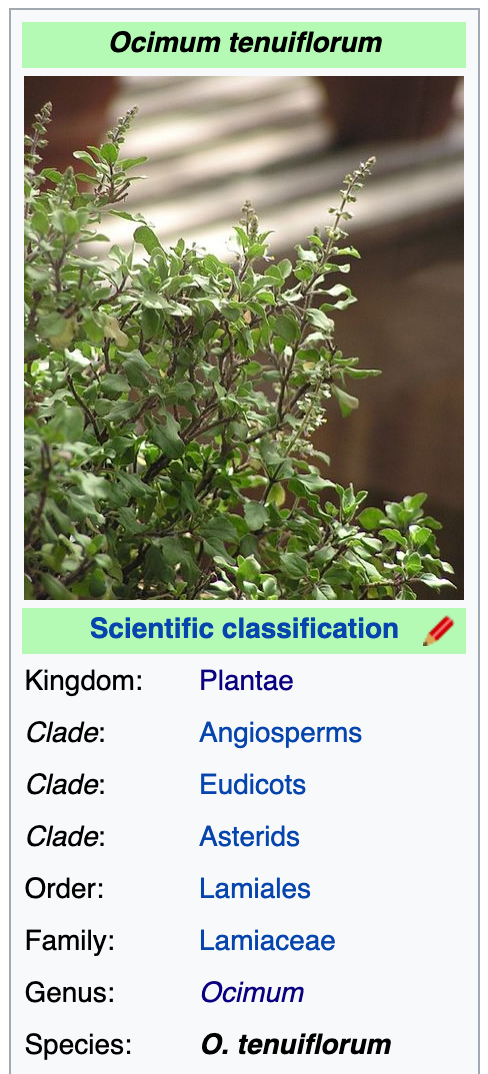 Ocimum tenuiflorum
Scientific classification
Kingdom: Plantae
Clade: Angiosperms
Clade: Eudicots
Clade: Asterids
Order: Lamiales
Family: Lamiaceae
Genus: Ocimum
Species: O. tenuiflorum